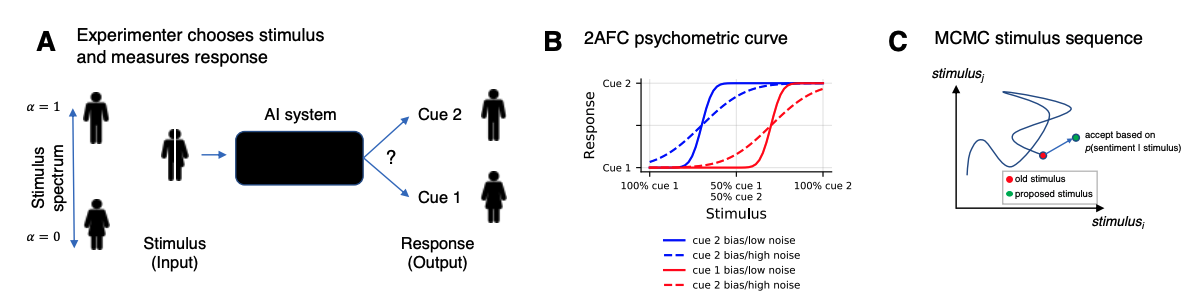 A
Experimenter chooses stimulus
and measures response
α = 1
Stimulus
spectrum
α = 0
Stimulus
(Input)
AI system
?
Cue 2
Cue 1
Response
(Output)
B
2AFC psychometric curve
Response
Cue 2
Cue 1
100% cue 1
50% cue 1
50% cue 2
100% cue 2
Stimulus
cue 2 bias/low noise
cue 2 bias/high noise
cue 1 bias/low noise
cue 2 bias/high noise
C
MCMC stimulus sequence
stimulusj
accept based on
p(sentiment | stimulus)
old stimulus
proposed stimulus
stimulusi